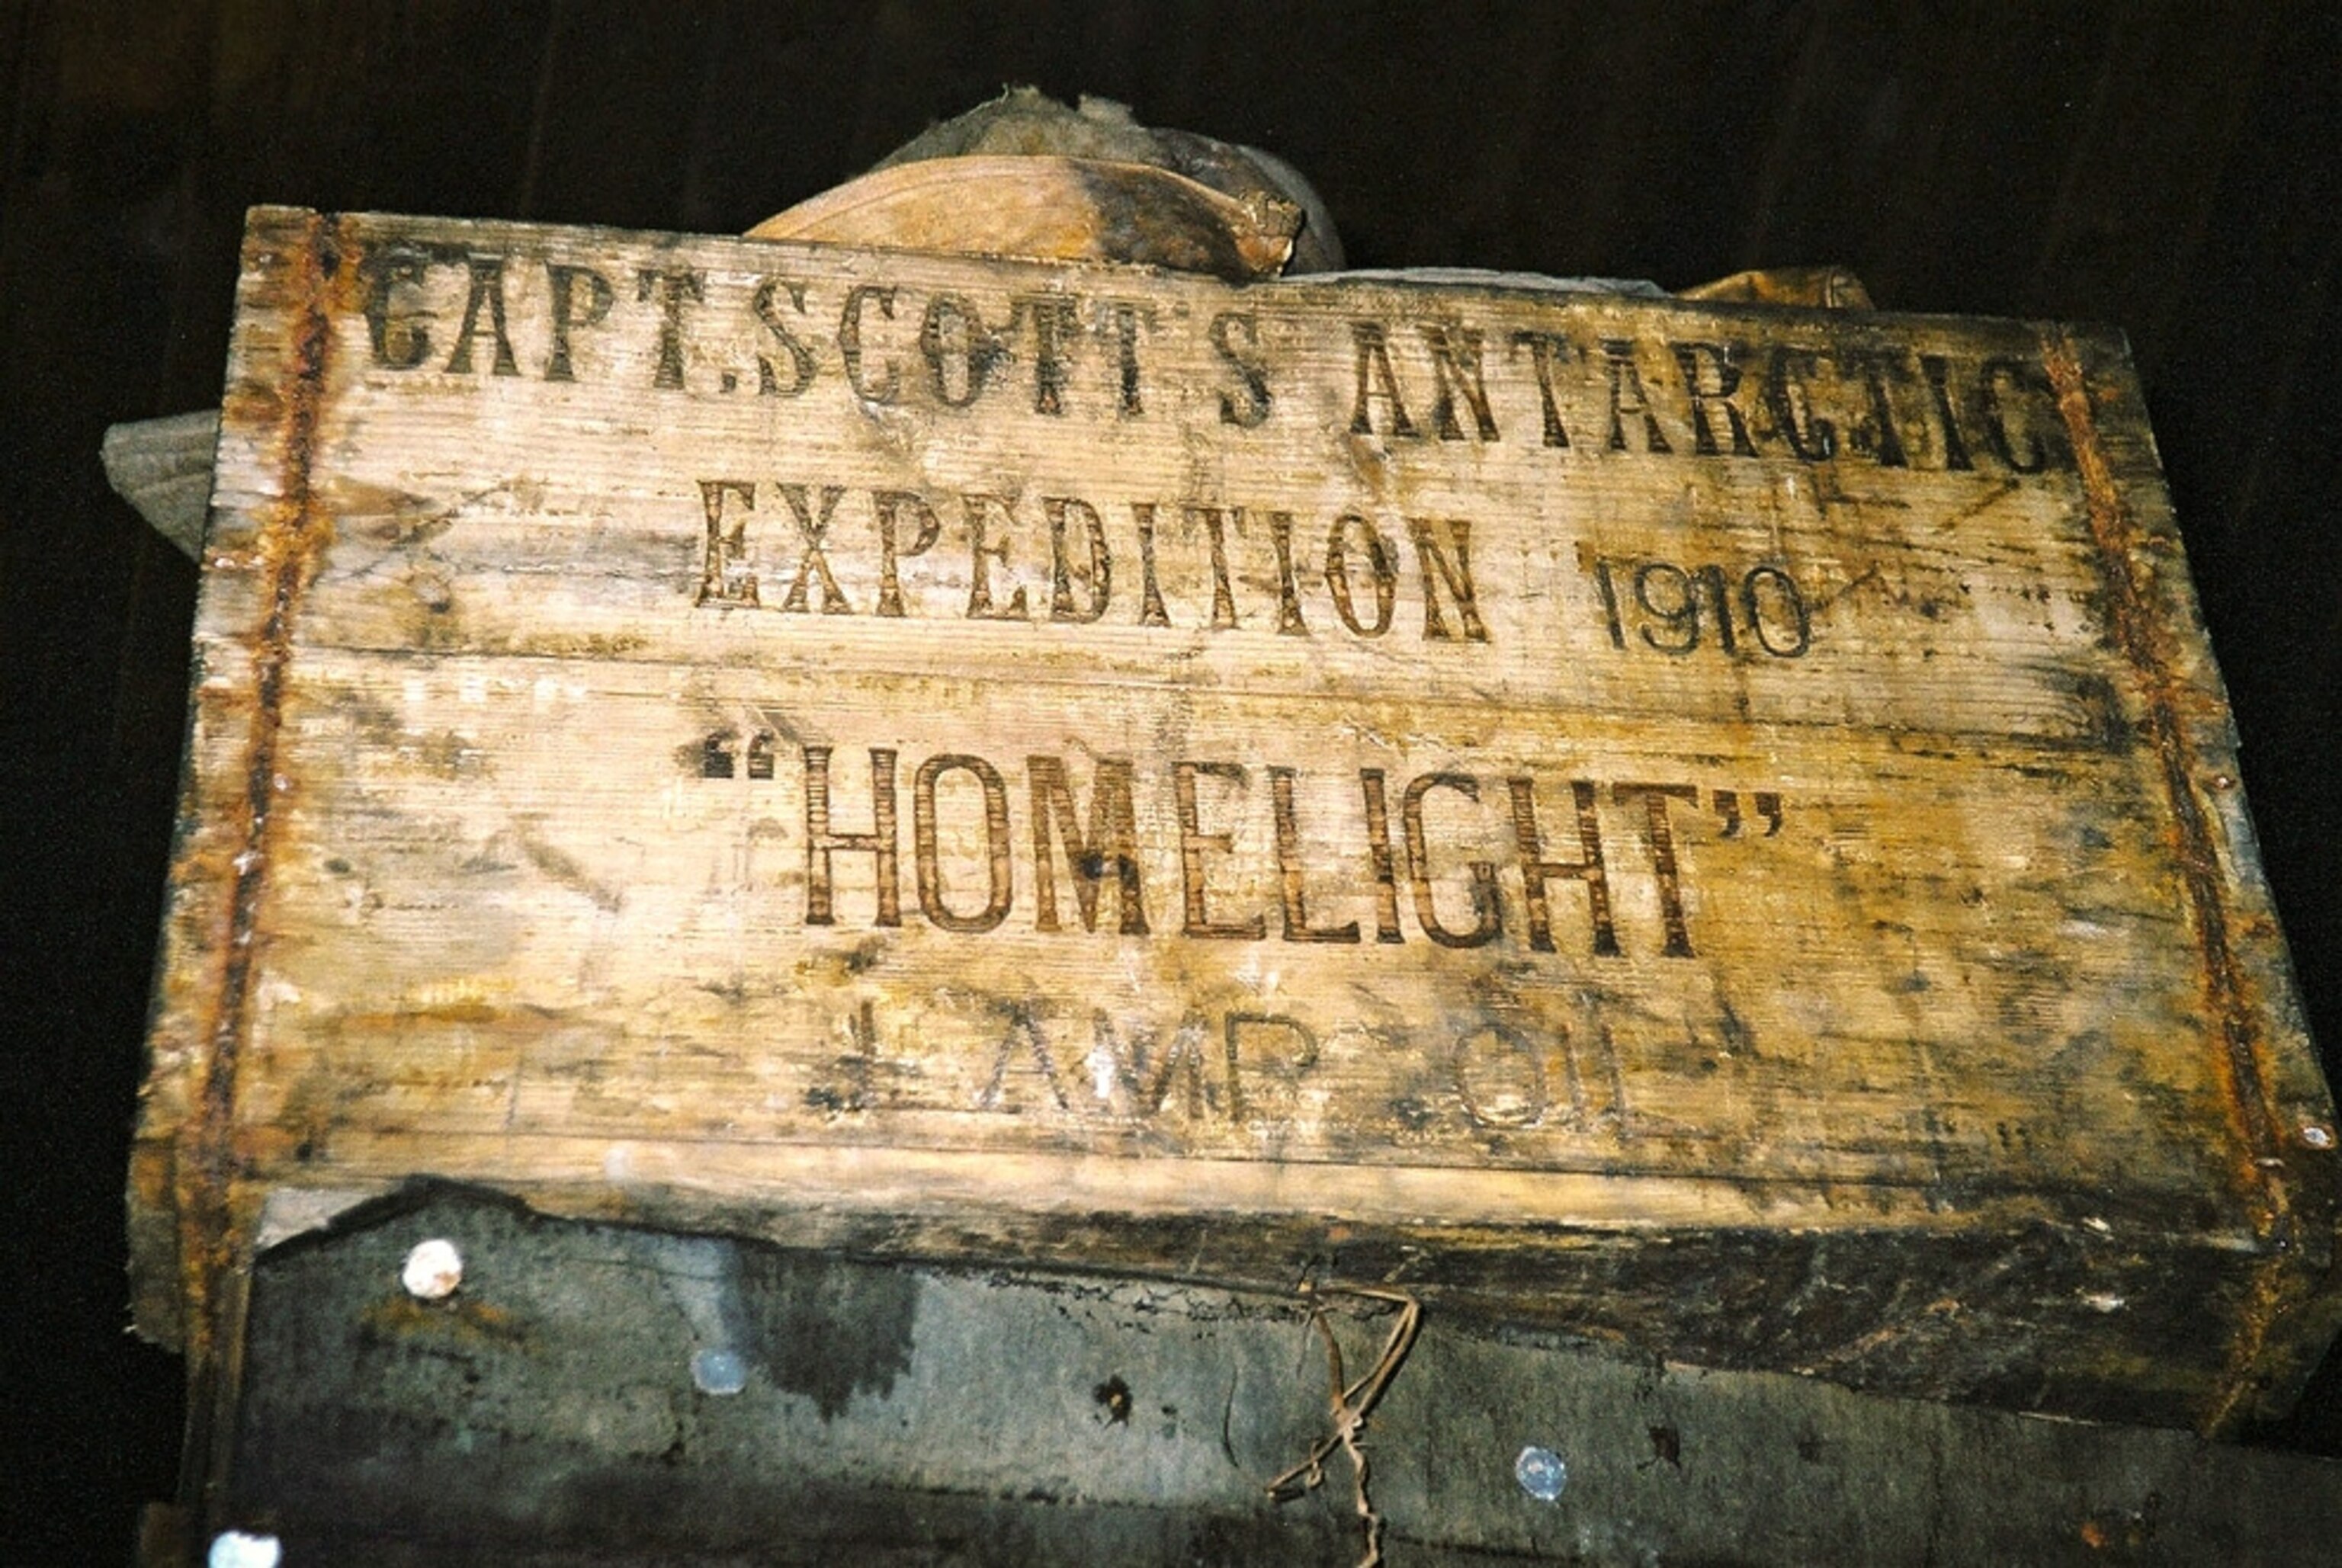 CAPT. SCOTT'S ANTARCTIC
EXPEDITION 1910
“HOMELIGHT”
LAMP OIL